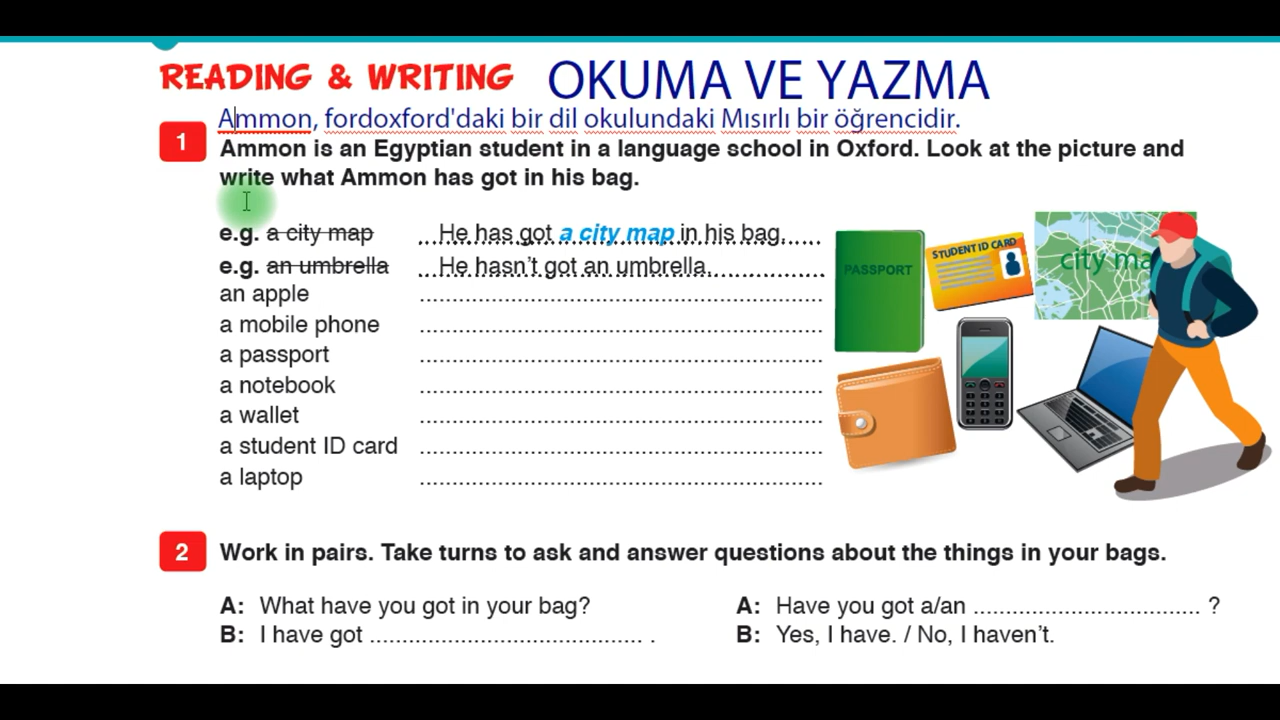 READING & WRITING OKUMA VE YAZMA
Ammon, fordoxford'daki bir dil okulundaki Mısırlı bir öğrencidir.
1 Ammon is an Egyptian student in a language school in Oxford. Look at the picture and
write what Ammon has got in his bag.
e.g. a city map ....He has got a city map in his bag......
e.g. an umbrella ....He hasn't got an umbrella....................
an apple ....................................................................
a mobile phone ....................................................................
a passport ....................................................................
a notebook ....................................................................
a wallet ....................................................................
a student ID card ....................................................................
a laptop ....................................................................
PASSPORT
STUDENT ID CARD
city ma
2 Work in pairs. Take turns to ask and answer questions about the things in your bags.
A: What have you got in your bag?
B: I have got ............................................. .
A: Have you got a/an ..................................... ?
B: Yes, I have. / No, I haven't.